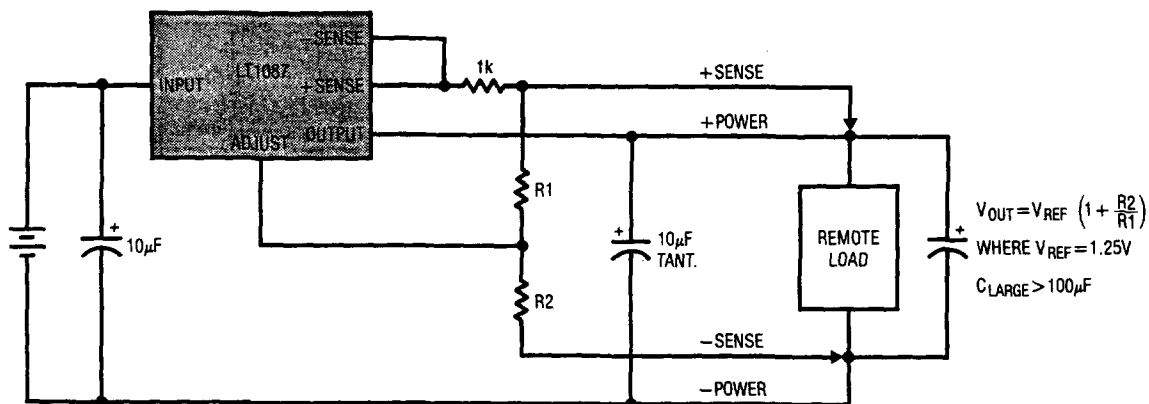 −SENSE
LT1087
1k
+SENSE
INPUT
+SENSE
+POWER
OUTPUT
ADJUST
R1
+
10µF
+
10µF
TANT.
REMOTE
LOAD
+
V_OUT = V_REF (1 + R2/R1)
WHERE V_REF = 1.25V
C_LARGE > 100µF
R2
−SENSE
−POWER